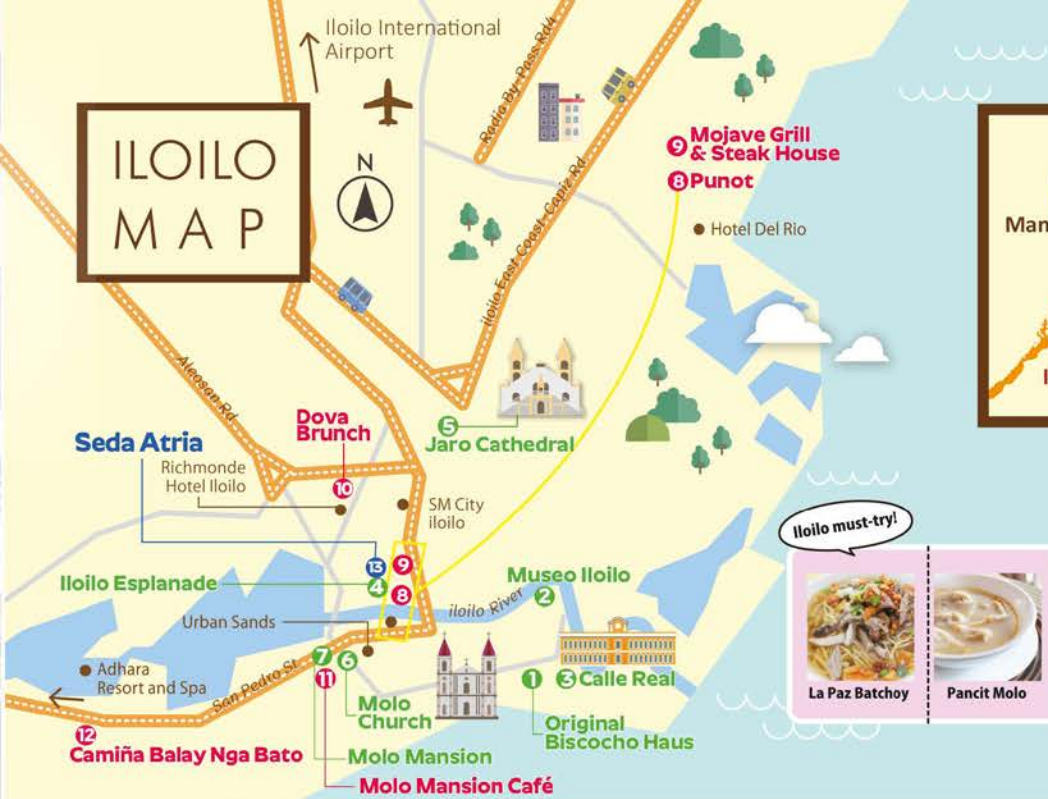 Iloilo International
Airport
ILOILO
MAP
N
Radia By-Pass Rd4
iloilo East Coast-Capiz Rd
9 Mojave Grill
& Steak House
8 Punot
Hotel Del Rio
Man
I
Aleosan Rd
Dova
Brunch
10
5
Jaro Cathedral
Seda Atria
Richmonde
Hotel Iloilo
SM City
iloilo
13
9
Iloilo Esplanade
4
8
Museo Iloilo
2
iloilo River
Urban Sands
Iloilo must-try!
La Paz Batchoy
Pancit Molo
Adhara
Resort and Spa
San Pedro St
7
6
11
1
3 Calle Real
Molo
Church
Original
Biscocho Haus
12
Camiña Balay Nga Bato
Molo Mansion
Molo Mansion Café